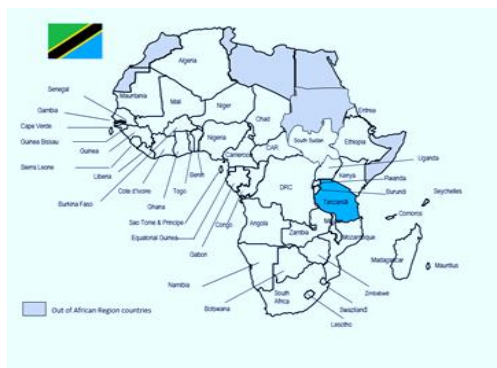 Algeria
Senegal
Mauritania
Mali
Niger
Chad
Eritrea
Gambia
Cape Verde
Guinea Bissau
Guinea
Nigeria
South Sudan
Ethiopia
Sierra Leone
Liberia
Cameroon
CAR
Uganda
Burkina Faso
Cote d'Ivoire
Togo
Benin
Ghana
Kenya
Rwanda
DRC
Burundi
Seychelles
Sao Tome & Principe
Tanzania
Equatorial Guinea
Congo
Comoros
Gabon
Angola
Zambia
Mozambique
Madagascar
Mauritius
Namibia
Zimbabwe
Botswana
South
Africa
Swaziland
Lesotho
Out of African Region countries